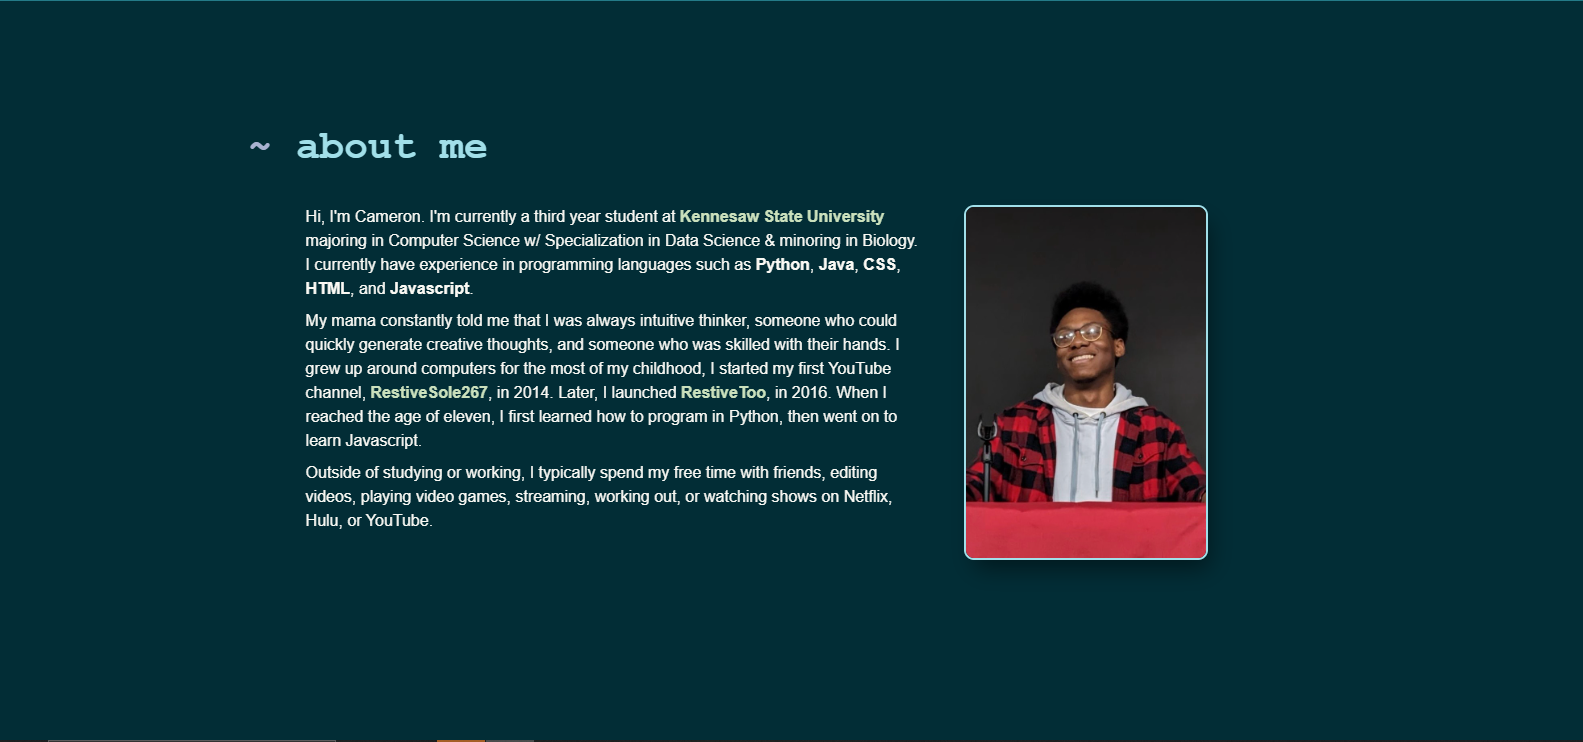 ~ about me
Hi, I'm Cameron. I'm currently a third year student at Kennesaw State University
majoring in Computer Science w/ Specialization in Data Science & minoring in Biology.
I currently have experience in programming languages such as Python, Java, CSS,
HTML, and Javascript.
My mama constantly told me that I was always intuitive thinker, someone who could
quickly generate creative thoughts, and someone who was skilled with their hands. I
grew up around computers for the most of my childhood, I started my first YouTube
channel, RestiveSole267, in 2014. Later, I launched RestiveToo, in 2016. When I
reached the age of eleven, I first learned how to program in Python, then went on to
learn Javascript.
Outside of studying or working, I typically spend my free time with friends, editing
videos, playing video games, streaming, working out, or watching shows on Netflix,
Hulu, or YouTube.